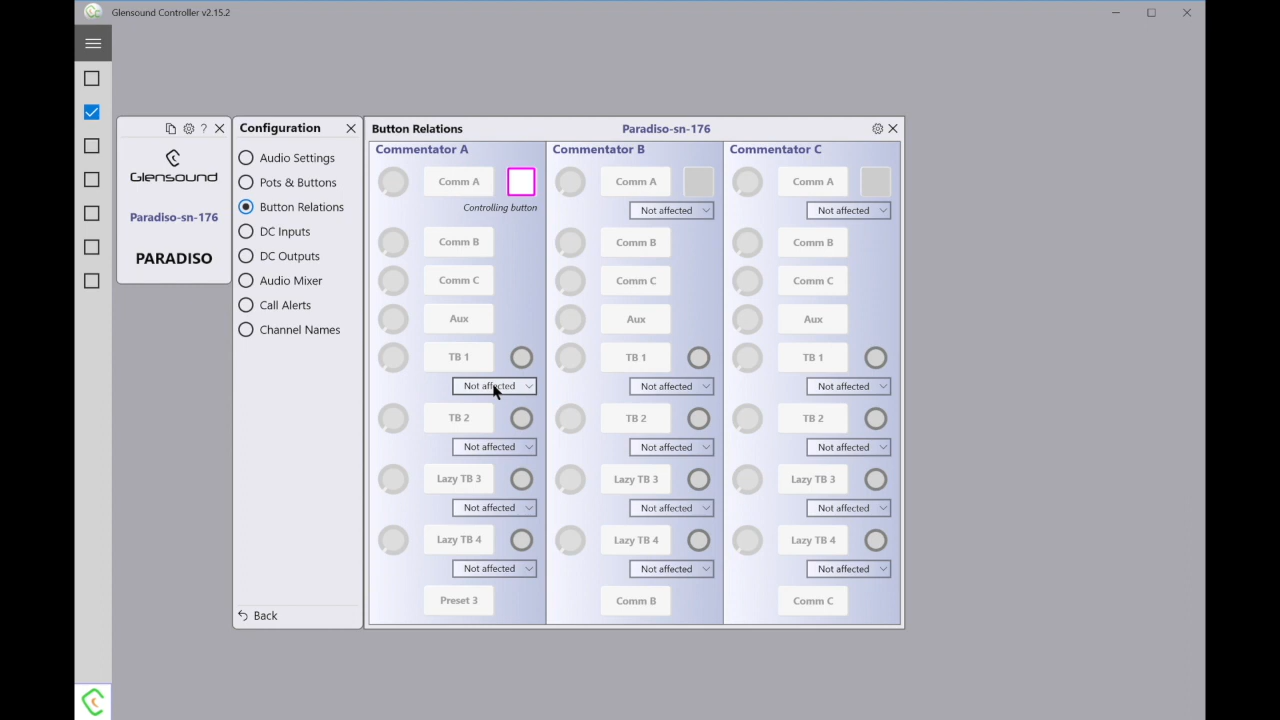 Glensound Controller v2.15.2
?
Glensound
Paradiso-sn-176
PARADISO
Configuration
Audio Settings
Pots & Buttons
Button Relations
DC Inputs
DC Outputs
Audio Mixer
Call Alerts
Channel Names
Back
Button Relations
Paradiso-sn-176
Commentator A
Comm A
Controlling button
Comm B
Comm C
Aux
TB 1
Not affected
TB 2
Not affected
Lazy TB 3
Not affected
Lazy TB 4
Not affected
Preset 3
Commentator B
Comm A
Not affected
Comm B
Comm C
Aux
TB 1
Not affected
TB 2
Not affected
Lazy TB 3
Not affected
Lazy TB 4
Not affected
Comm B
Commentator C
Comm A
Not affected
Comm B
Comm C
Aux
TB 1
Not affected
TB 2
Not affected
Lazy TB 3
Not affected
Lazy TB 4
Not affected
Comm C